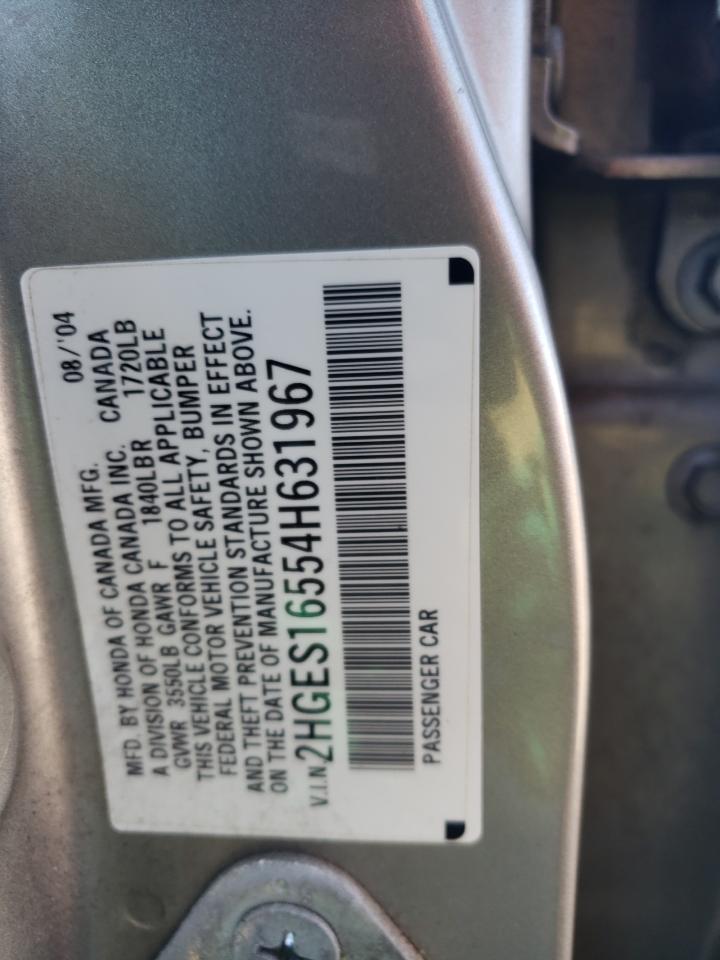 MFD. BY HONDA OF CANADA MFG. 08/'04
A DIVISION OF HONDA CANADA INC. CANADA
GVWR 3550LB GAWR F 1840LBR 1720LB
THIS VEHICLE CONFORMS TO ALL APPLICABLE
FEDERAL MOTOR VEHICLE SAFETY, BUMPER
AND THEFT PREVENTION STANDARDS IN EFFECT
ON THE DATE OF MANUFACTURE SHOWN ABOVE.
V.I.N. 2HGES16554H631967
PASSENGER CAR